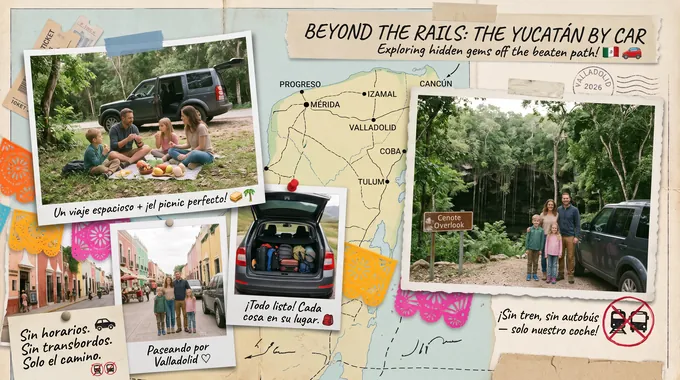 BEYOND THE RAILS: THE YUCATÁN BY CAR
Exploring hidden gems off the beaten path!
TICKET
Un viaje espacioso + ¡el picnic perfecto!
PROGRESO
MÉRIDA
IZAMAL
CANCÚN
VALLADOLID
COBA
TULUM
VALLADOLID
2026
Cenote
Overlook
¡Todo listo! Cada
cosa en su lugar.
Paseando por
Valladolid
Sin horarios.
Sin transbordos.
Solo el camino.
¡Sin tren, sin autobús
— solo nuestro coche!